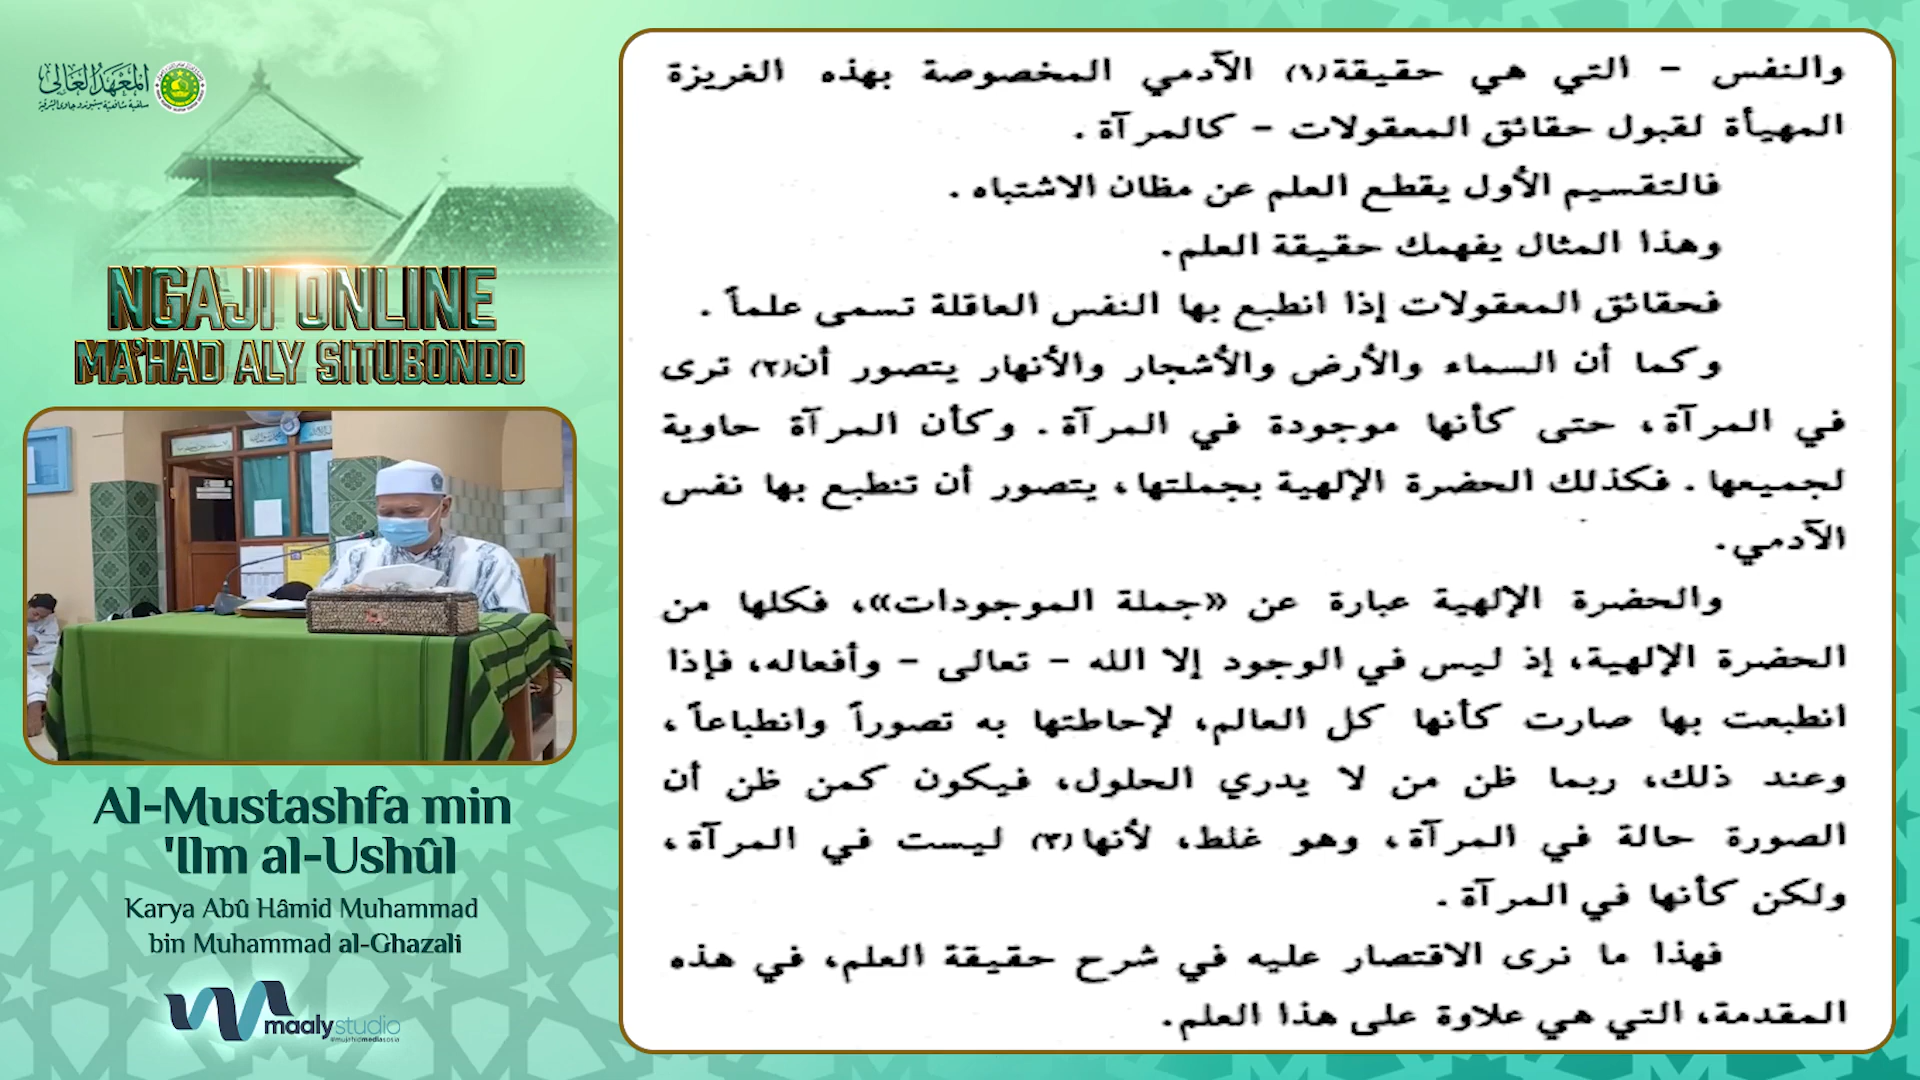 المعهد العالي
NGAJI ONLINE
MA'HAD ALY SITUBONDO
Al-Mustashfa min
'Ilm al-Ushûl
Karya Abû Hâmid Muhammad
bin Muhammad al-Ghazali
maalystudio
والنفس – التي هي حقيقة(١) الآدمي المخصوصة بهذه الغريزة
المهيأة لقبول حقائق المعقولات – كالمرآة .
فالتقسيم الأول يقطع العلم عن مظان الاشتباه .
وهذا المثال يفهمك حقيقة العلم.
فحقائق المعقولات إذا انطبع بها النفس العاقلة تسمى علماً .
وكما أن السماء والأرض والأشجار والأنهار يتصور أن(٢) ترى
في المرآة، حتى كأنها موجودة في المرآة . وكأن المرآة حاوية
لجميعها . فكذلك الحضرة الإلهية بجملتها، يتصور أن تنطبع بها نفس
الآدمي.
والحضرة الإلهية عبارة عن «جملة الموجودات»، فكلها من
الحضرة الإلهية، إذ ليس في الوجود إلا الله – تعالى – وأفعاله، فإذا
انطبعت بها صارت كأنها كل العالم، لإحاطتها به تصوراً وانطباعاً،
وعند ذلك، ربما ظن من لا يدري الحلول، فيكون كمن ظن أن
الصورة حالة في المرآة، وهو غلط، لأنها(٣) ليست في المرآة،
ولكن كأنها في المرآة .
فهذا ما نرى الاقتصار عليه في شرح حقيقة العلم، في هذه
المقدمة، التي هي علاوة على هذا العلم.